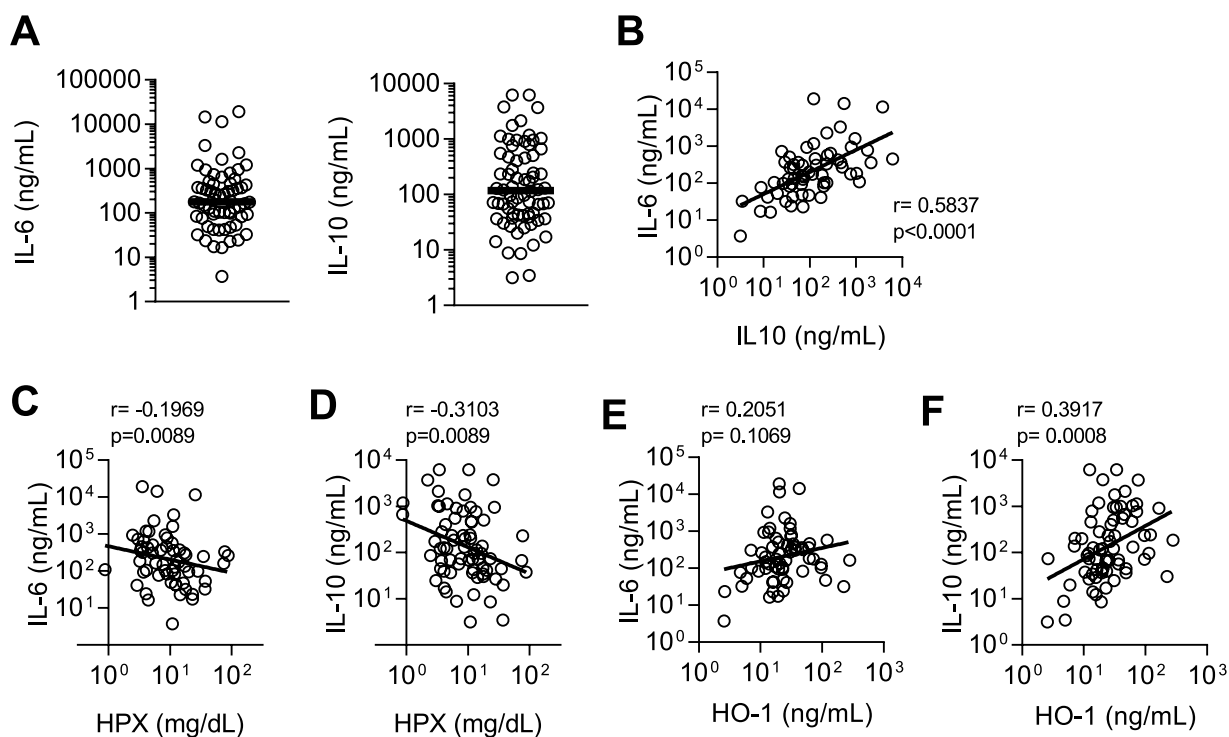 A
IL-6 (ng/mL)
100000
10000
1000
100
10
1
IL-10 (ng/mL)
10000
1000
100
10
1
B
IL-6 (ng/mL)
10⁵
10⁴
10³
10²
10¹
10⁰
r= 0.5837
p<0.0001
10⁰ 10¹ 10² 10³ 10⁴
IL10 (ng/mL)
C
r= -0.1969
p=0.0089
IL-6 (ng/mL)
10⁵
10⁴
10³
10²
10¹
10⁰ 10¹ 10²
HPX (mg/dL)
D
r= -0.3103
p=0.0089
IL-10 (ng/mL)
10⁴
10³
10²
10¹
10⁰ 10¹ 10²
HPX (mg/dL)
E
r= 0.2051
p= 0.1069
IL-6 (ng/mL)
10⁵
10⁴
10³
10²
10¹
10⁰
10⁰ 10¹ 10² 10³
HO-1 (ng/mL)
F
r= 0.3917
p= 0.0008
IL-10 (ng/mL)
10⁴
10³
10²
10¹
10⁰
10⁰ 10¹ 10² 10³
HO-1 (ng/mL)